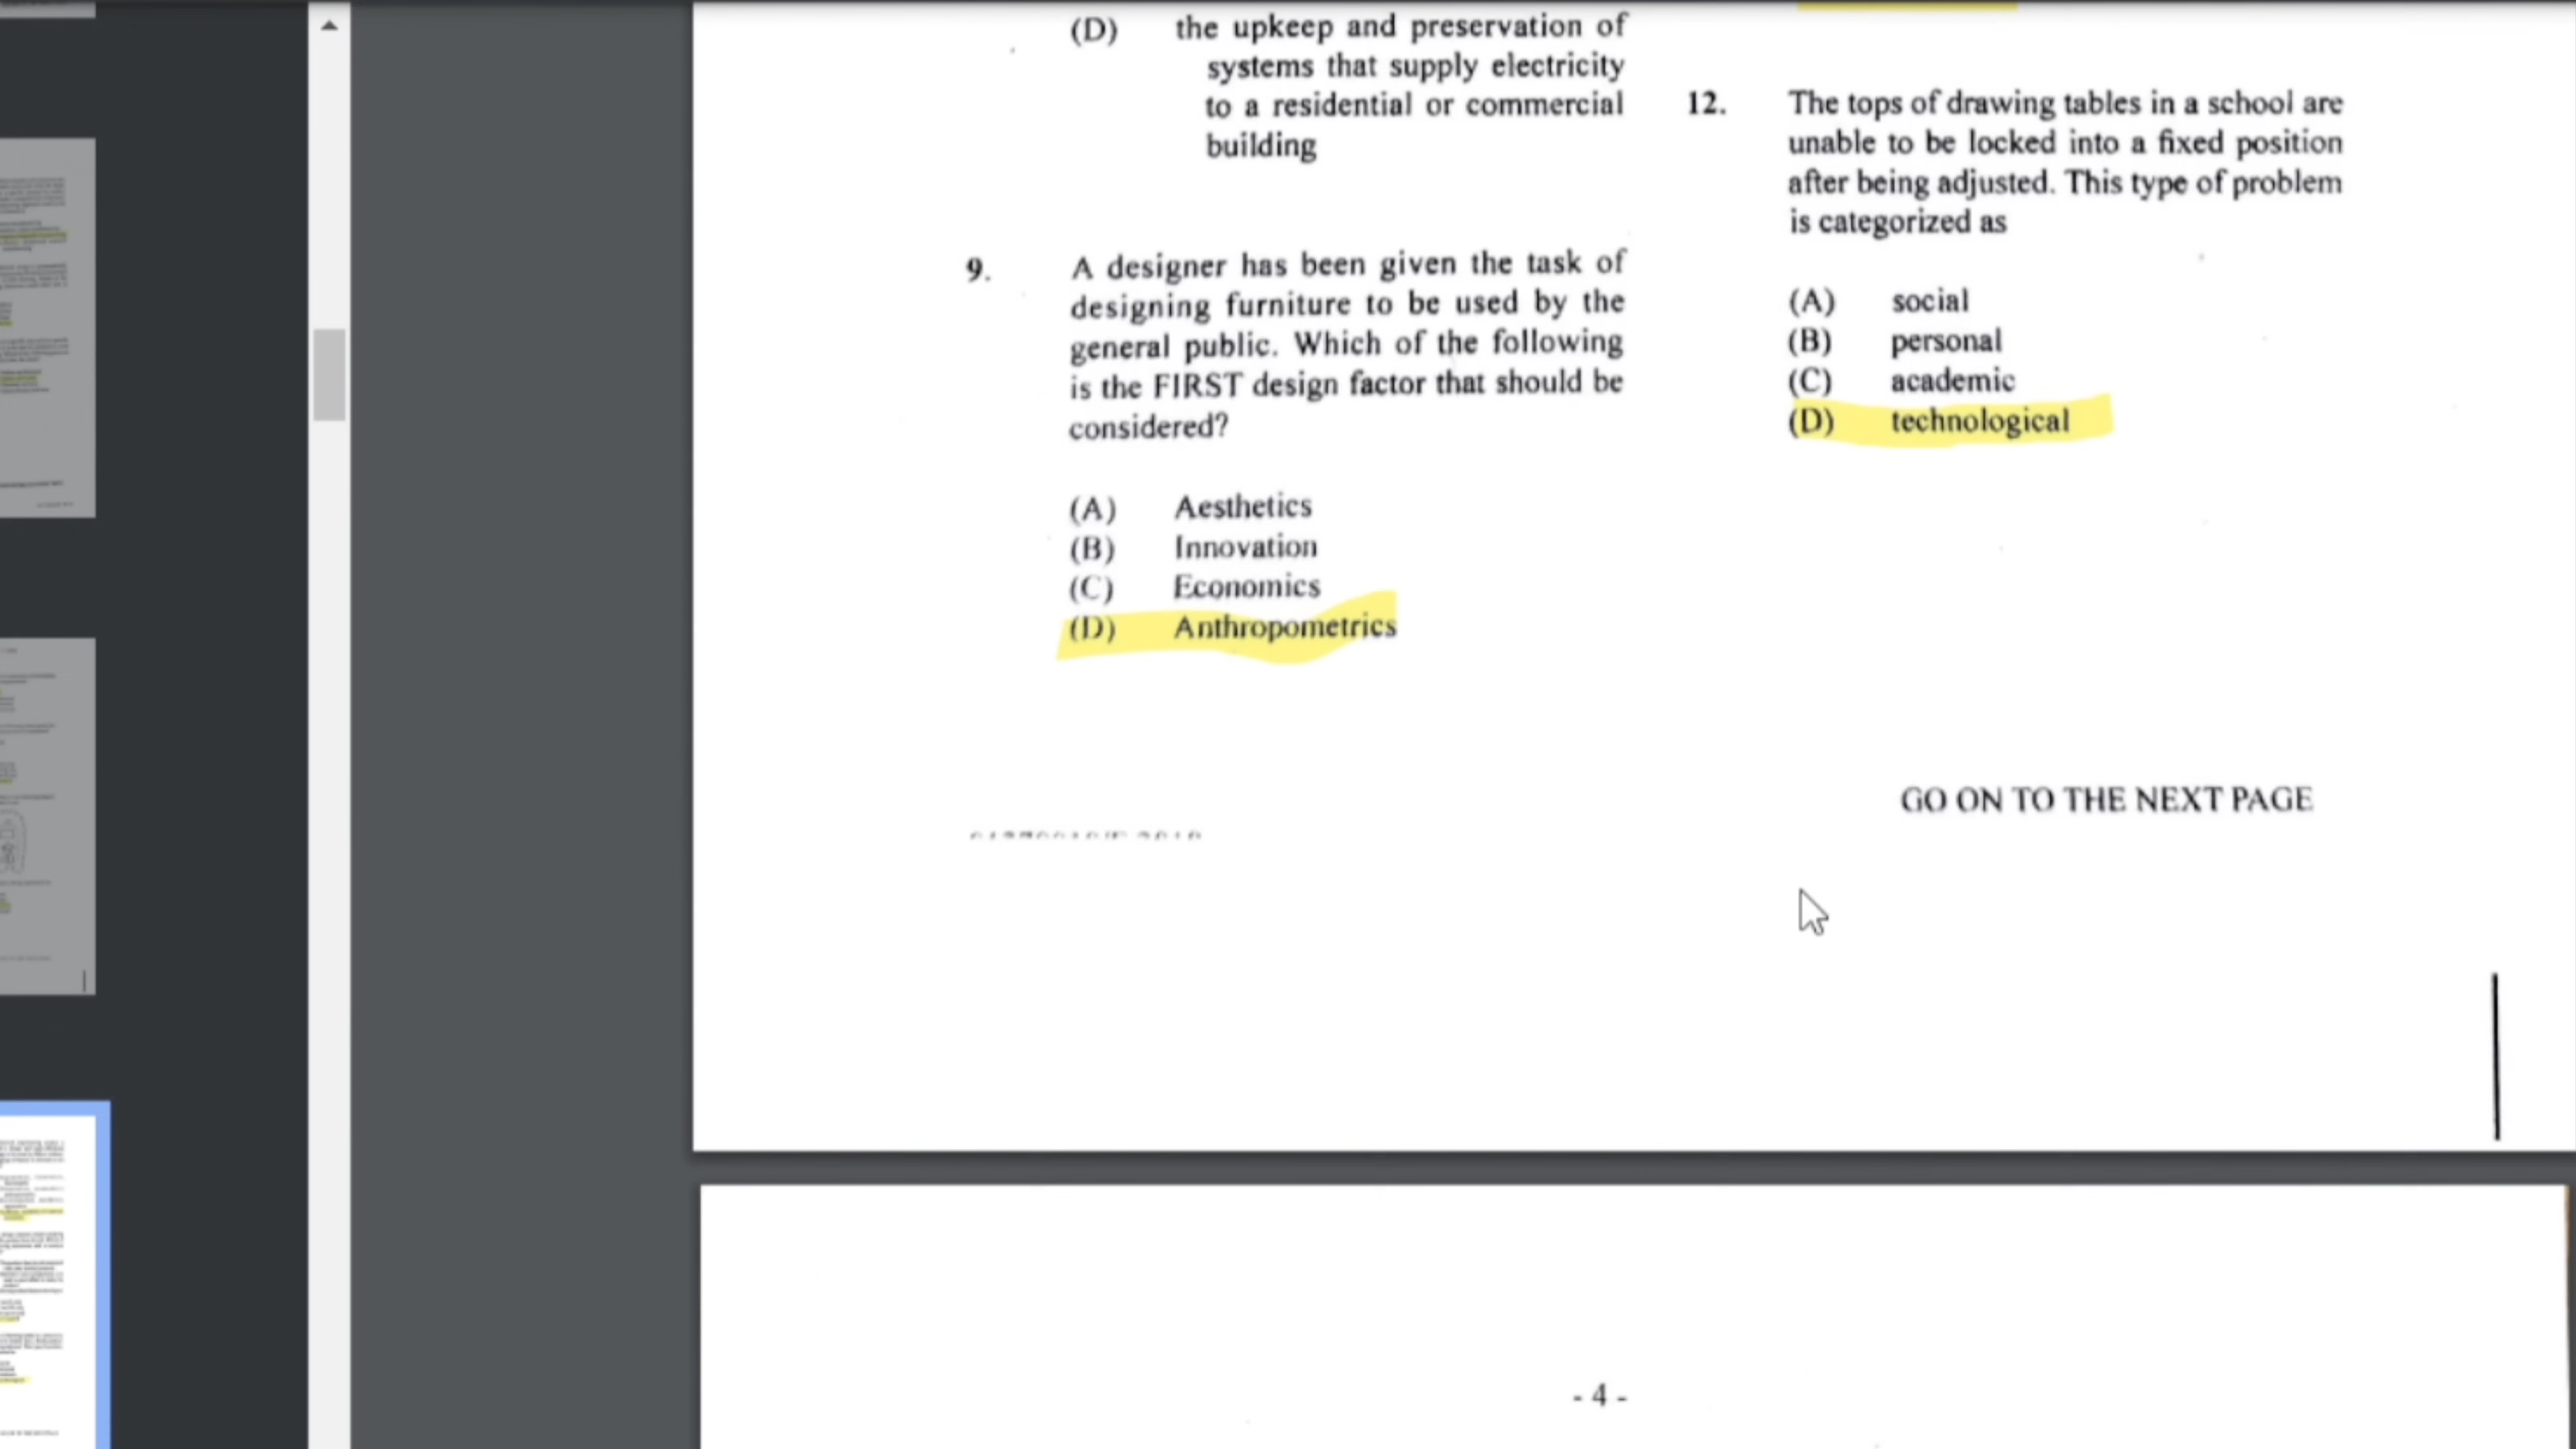 (D) the upkeep and preservation of
systems that supply electricity
to a residential or commercial
building
9. A designer has been given the task of
designing furniture to be used by the
general public. Which of the following
is the FIRST design factor that should be
considered?
(A) Aesthetics
(B) Innovation
(C) Economics
(D) Anthropometrics
12. The tops of drawing tables in a school are
unable to be locked into a fixed position
after being adjusted. This type of problem
is categorized as
(A) social
(B) personal
(C) academic
(D) technological
GO ON TO THE NEXT PAGE
- 4 -